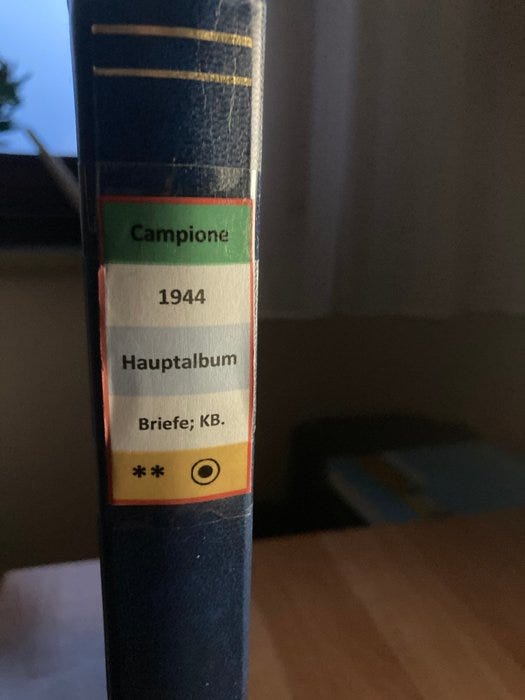 Campione
1944
Hauptalbum
Briefe; KB.
**